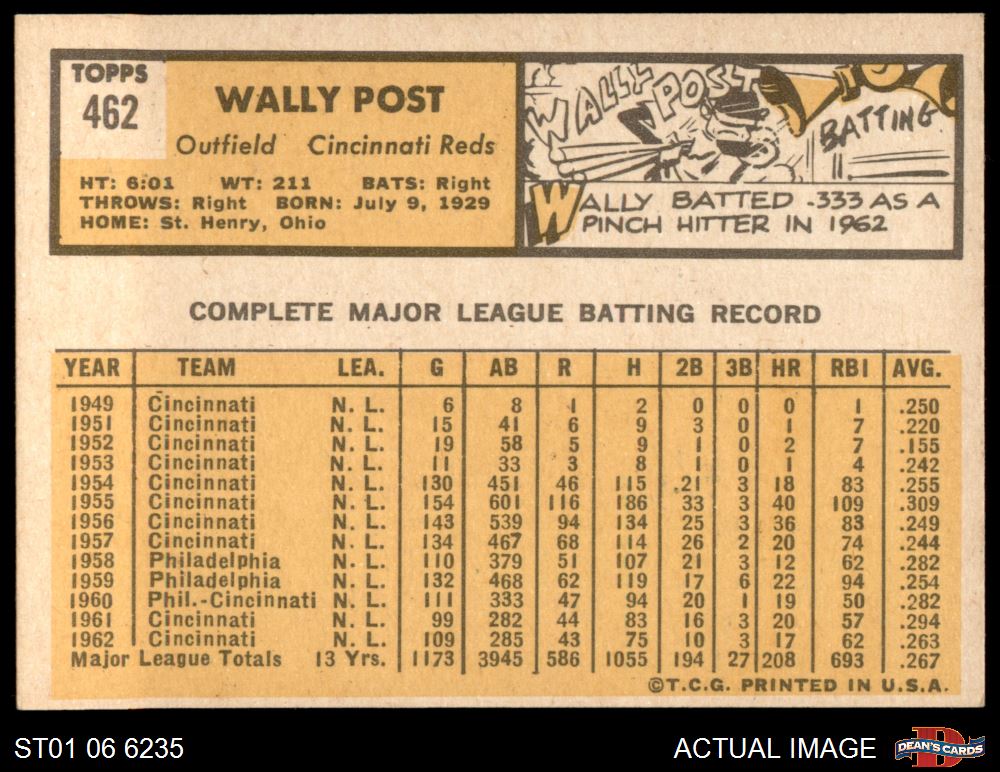 TOPPS
462
WALLY POST
Outfield Cincinnati Reds
HT: 6:01 WT: 211 BATS: Right
THROWS: Right BORN: July 9, 1929
HOME: St. Henry, Ohio
WALLY POST
BATTING
WALLY BATTED .333 AS A
PINCH HITTER IN 1962
COMPLETE MAJOR LEAGUE BATTING RECORD
YEAR TEAM LEA. G AB R H 2B 3B HR RBI AVG.
1949 Cincinnati N. L. 6 8 1 2 0 0 0 1 .250
1951 Cincinnati N. L. 15 41 6 9 3 0 1 7 .220
1952 Cincinnati N. L. 19 58 5 9 1 0 2 7 .155
1953 Cincinnati N. L. 11 33 3 8 1 0 1 4 .242
1954 Cincinnati N. L. 130 451 46 115 21 3 18 83 .255
1955 Cincinnati N. L. 154 601 116 186 33 3 40 109 .309
1956 Cincinnati N. L. 143 539 94 134 25 3 36 83 .249
1957 Cincinnati N. L. 134 467 68 114 26 2 20 74 .244
1958 Philadelphia N. L. 110 379 51 107 21 3 12 62 .282
1959 Philadelphia N. L. 132 468 62 119 17 6 22 94 .254
1960 Phil.-Cincinnati N. L. 111 333 47 94 20 1 19 50 .282
1961 Cincinnati N. L. 99 282 44 83 16 3 20 57 .294
1962 Cincinnati N. L. 109 285 43 75 10 3 17 62 .263
Major League Totals 13 Yrs. 1173 3945 586 1055 194 27 208 693 .267
©T.C.G. PRINTED IN U.S.A.
ST01 06 6235
ACTUAL IMAGE
DEAN'S CARDS